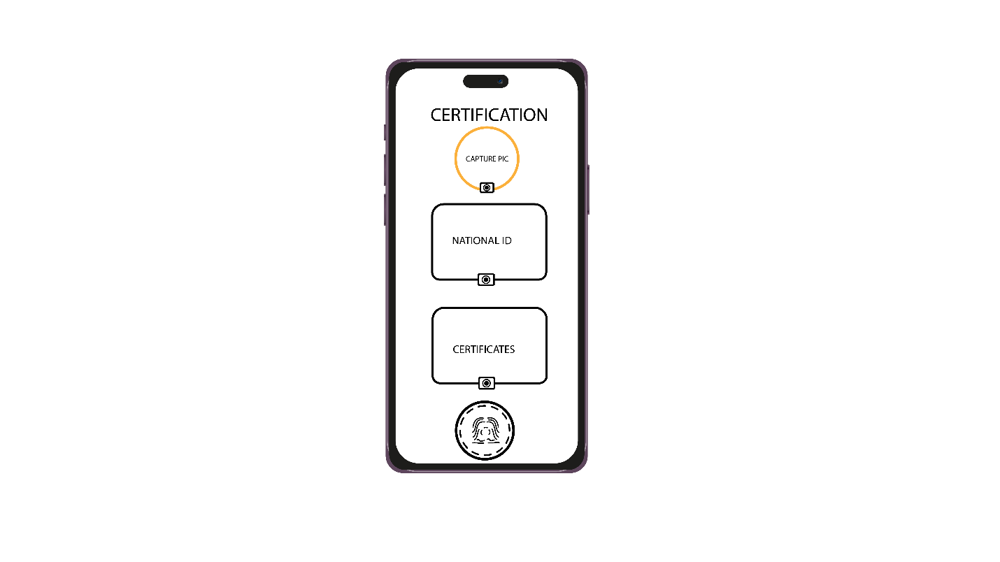 CERTIFICATION
CAPTURE PIC
NATIONAL ID
CERTIFICATES